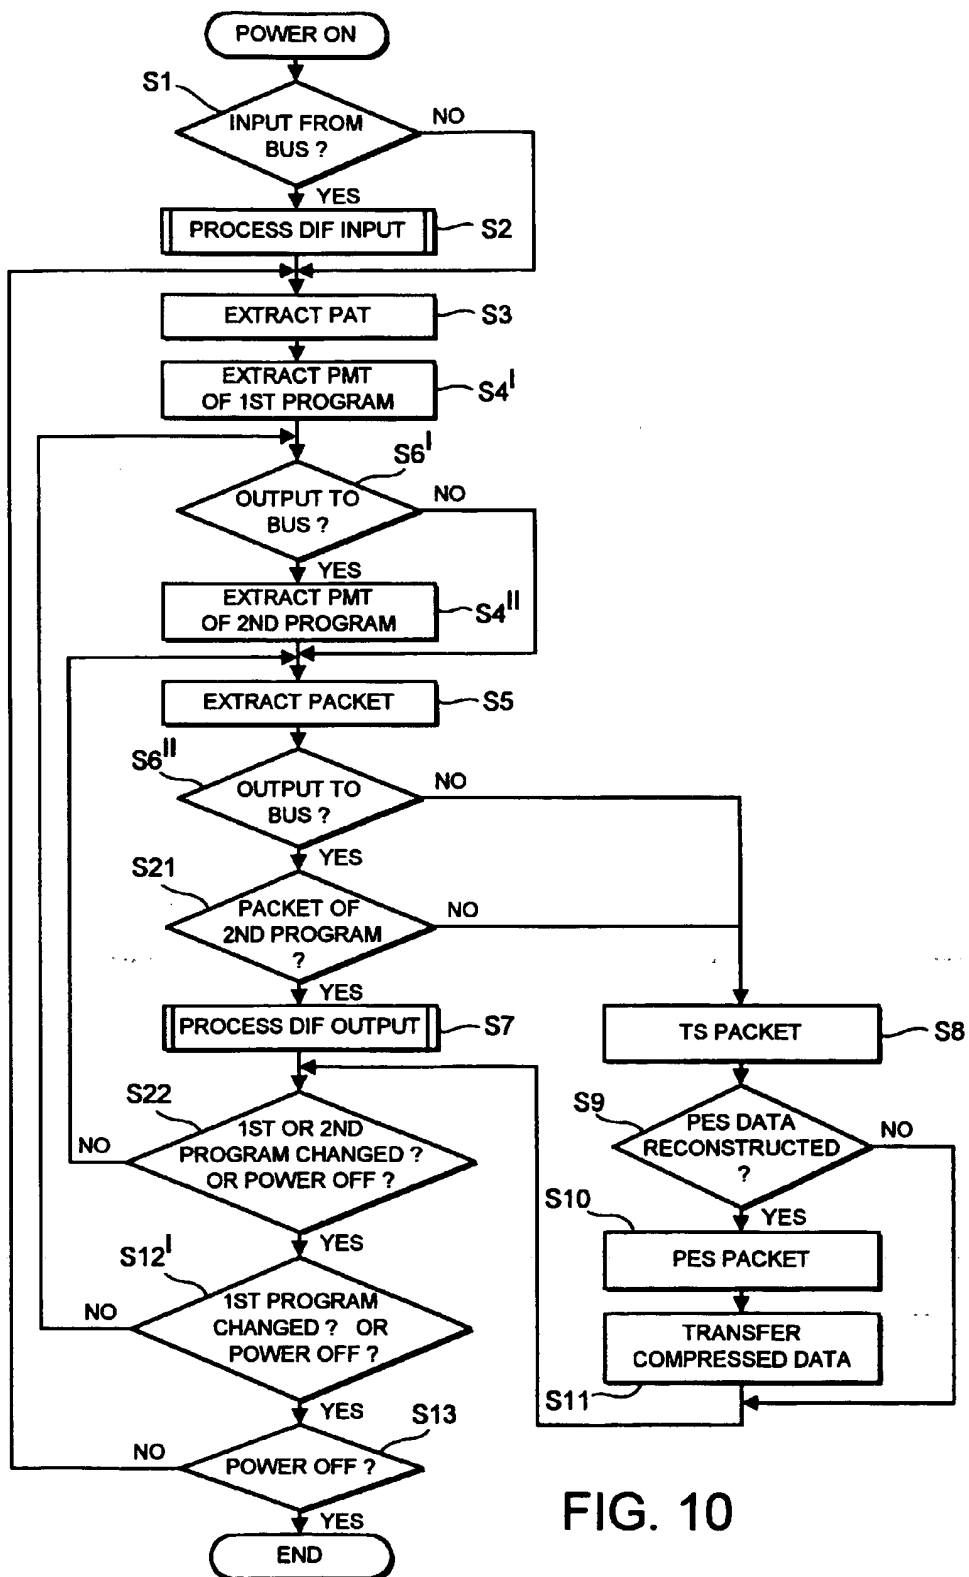 POWER ON
S1
INPUT FROM
BUS ?
NO
YES
PROCESS DIF INPUT
S2
EXTRACT PAT
S3
EXTRACT PMT
OF 1ST PROGRAM
S4I
S6I
OUTPUT TO
BUS ?
NO
YES
EXTRACT PMT
OF 2ND PROGRAM
S4II
EXTRACT PACKET
S5
S6II
OUTPUT TO
BUS ?
NO
YES
S21
PACKET OF
2ND PROGRAM
?
NO
YES
PROCESS DIF OUTPUT
S7
TS PACKET
S8
S22
1ST OR 2ND
PROGRAM CHANGED ?
OR POWER OFF ?
NO
YES
S9
PES DATA
RECONSTRUCTED
?
NO
YES
S10
PES PACKET
TRANSFER
COMPRESSED DATA
S11
S12I
1ST PROGRAM
CHANGED ? OR
POWER OFF ?
NO
YES
S13
POWER OFF ?
NO
YES
END
FIG. 10